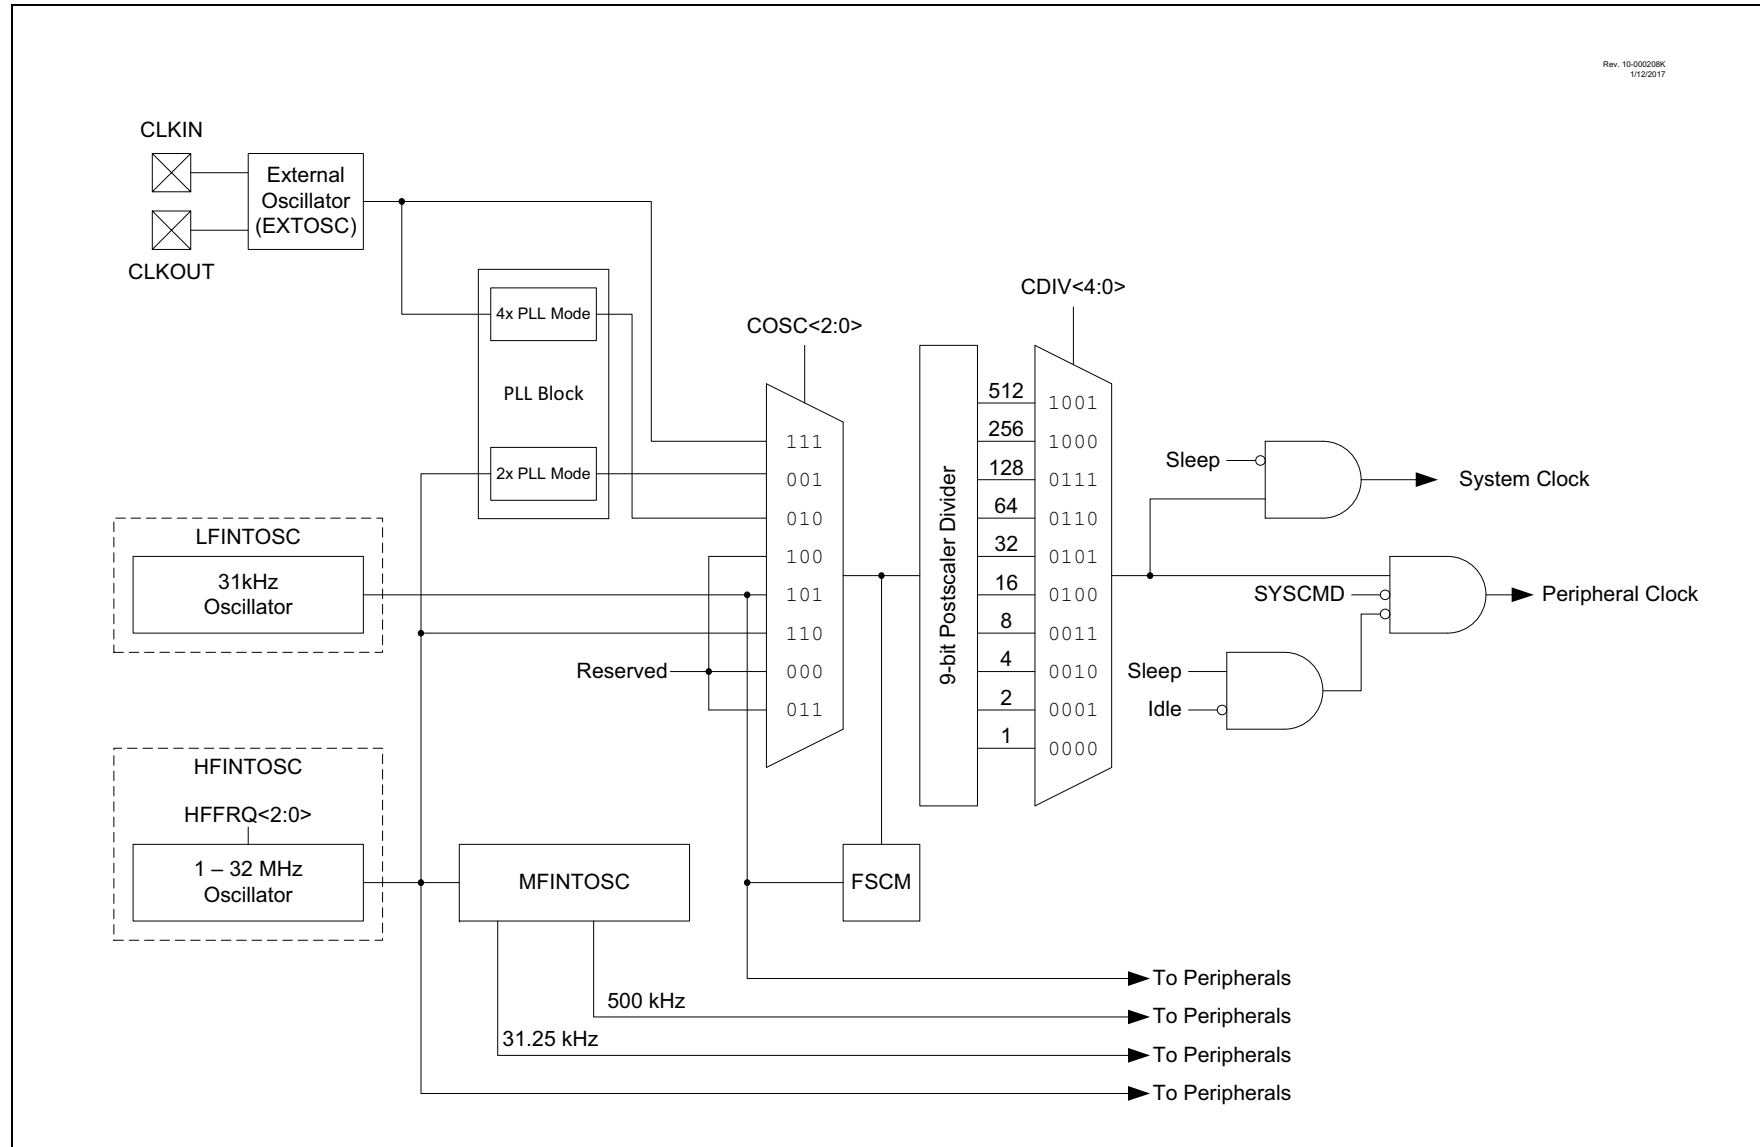 Rev. 10-000208K
1/12/2017
CLKIN
External
Oscillator
(EXTOSC)
CLKOUT
4x PLL Mode
PLL Block
2x PLL Mode
COSC<2:0>
111
001
010
100
101
110
000
011
LFINTOSC
31kHz
Oscillator
Reserved
HFINTOSC
HFFRQ<2:0>
1 – 32 MHz
Oscillator
MFINTOSC
FSCM
500 kHz
31.25 kHz
9-bit Postscaler Divider
CDIV<4:0>
512
256
128
64
32
16
8
4
2
1
1001
1000
0111
0110
0101
0100
0011
0010
0001
0000
Sleep
System Clock
SYSCMD
Peripheral Clock
Sleep
Idle
To Peripherals
To Peripherals
To Peripherals
To Peripherals